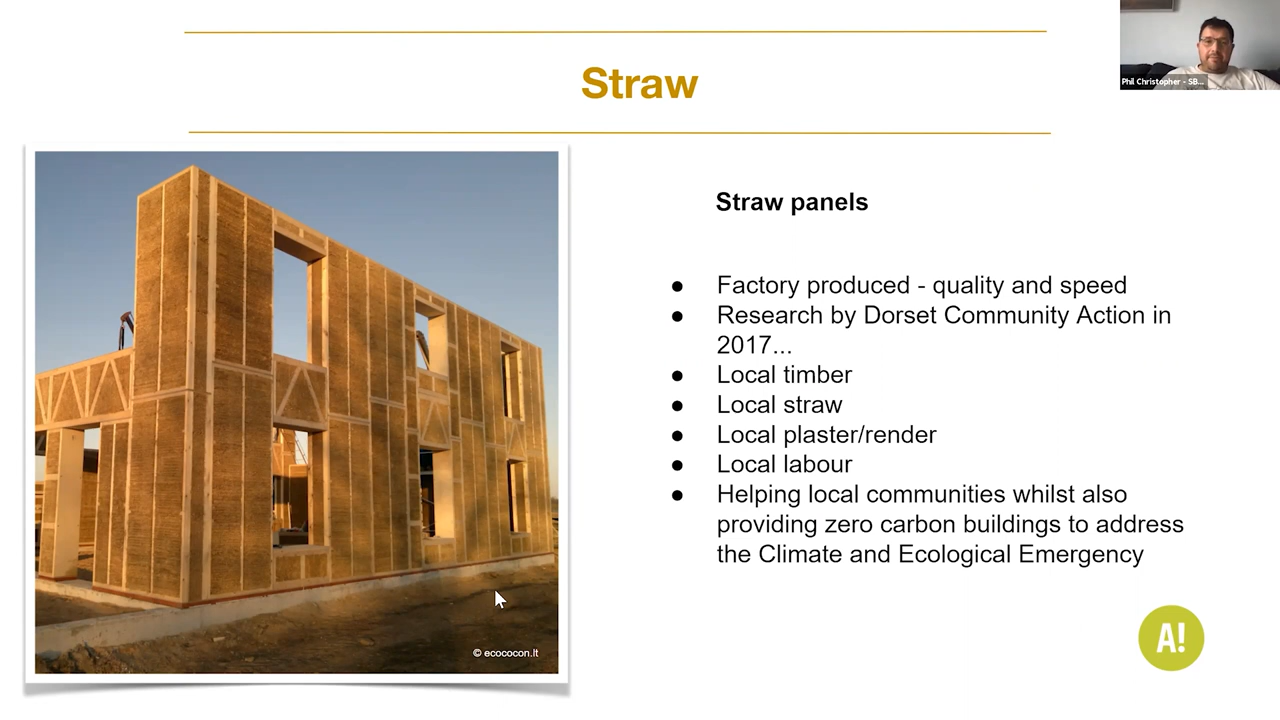 Straw
Phil Christopher - SB...
Straw panels
● Factory produced - quality and speed
● Research by Dorset Community Action in
2017...
● Local timber
● Local straw
● Local plaster/render
● Local labour
● Helping local communities whilst also
providing zero carbon buildings to address
the Climate and Ecological Emergency
© ecococon.lt
A!